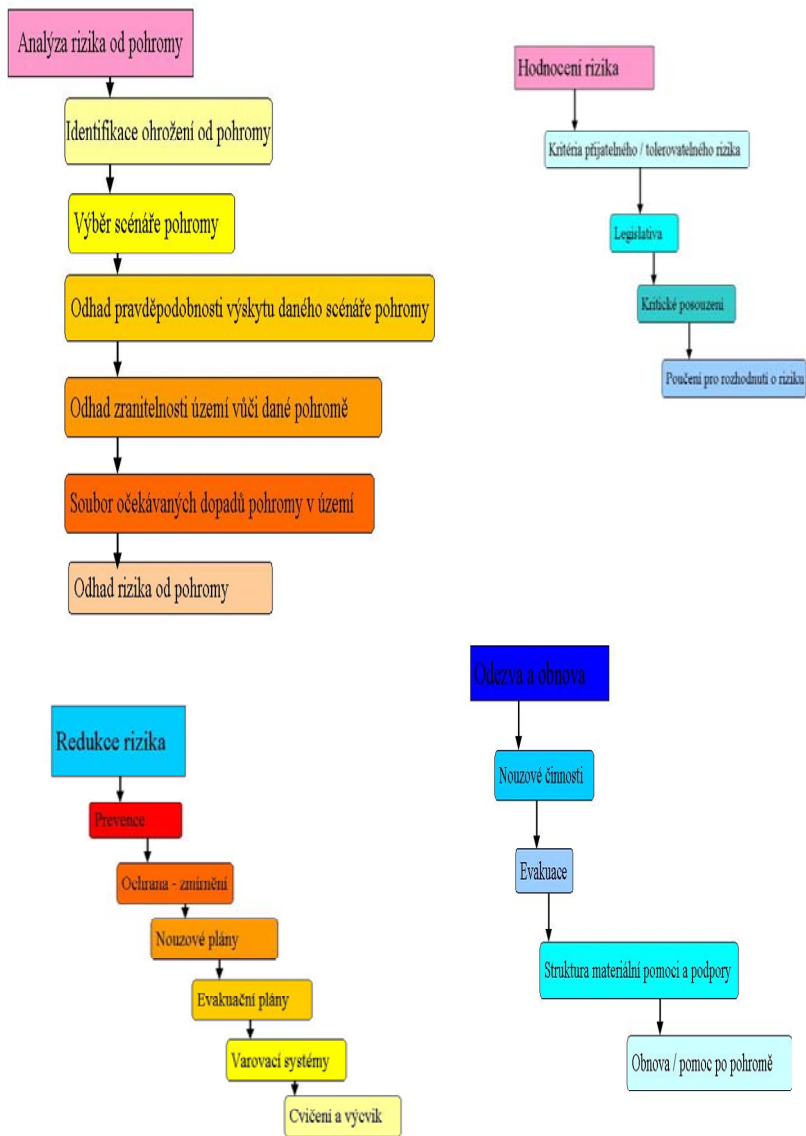 Analýza rizika od pohromy
Identifikace ohrožení od pohromy
Výběr scénáře pohromy
Odhad pravděpodobnosti výskytu daného scénáře pohromy
Odhad zranitelnosti území vůči dané pohromě
Soubor očekávaných dopadů pohromy v území
Odhad rizika od pohromy
Hodnocení rizika
Kritéria přijatelného / tolerovatelného rizika
Legislativa
Kritické posouzení
Poučení pro rozhodnutí o riziku
Redukce rizika
Prevence
Ochrana - zmírnění
Nouzové plány
Evakuační plány
Varovací systémy
Cvičení a výcvik
Odezva a obnova
Nouzové činnosti
Evakuace
Struktura materiální pomoci a podpory
Obnova / pomoc po pohromě